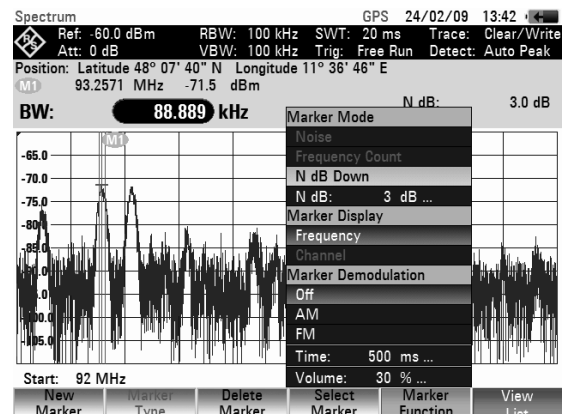 Spectrum GPS 24/02/09 13:42
Ref: -60.0 dBm RBW: 100 kHz SWT: 20 ms Trace: Clear/Write
Att: 0 dB VBW: 100 kHz Trig: Free Run Detect: Auto Peak
Position: Latitude 48° 07' 40" N Longitude 11° 36' 46" E
M1 93.2571 MHz -71.5 dBm
BW: 88.889 kHz N dB: 3.0 dB
M1
Marker Mode
Noise
Frequency Count
N dB Down
N dB: 3 dB ...
Marker Display
Frequency
Channel
Marker Demodulation
Off
AM
FM
Time: 500 ms ...
Volume: 30 % ...
-65.0
-70.0
-75.0
Start: 92 MHz
New Marker
Marker Type
Delete Marker
Select Marker
Marker Function
View List